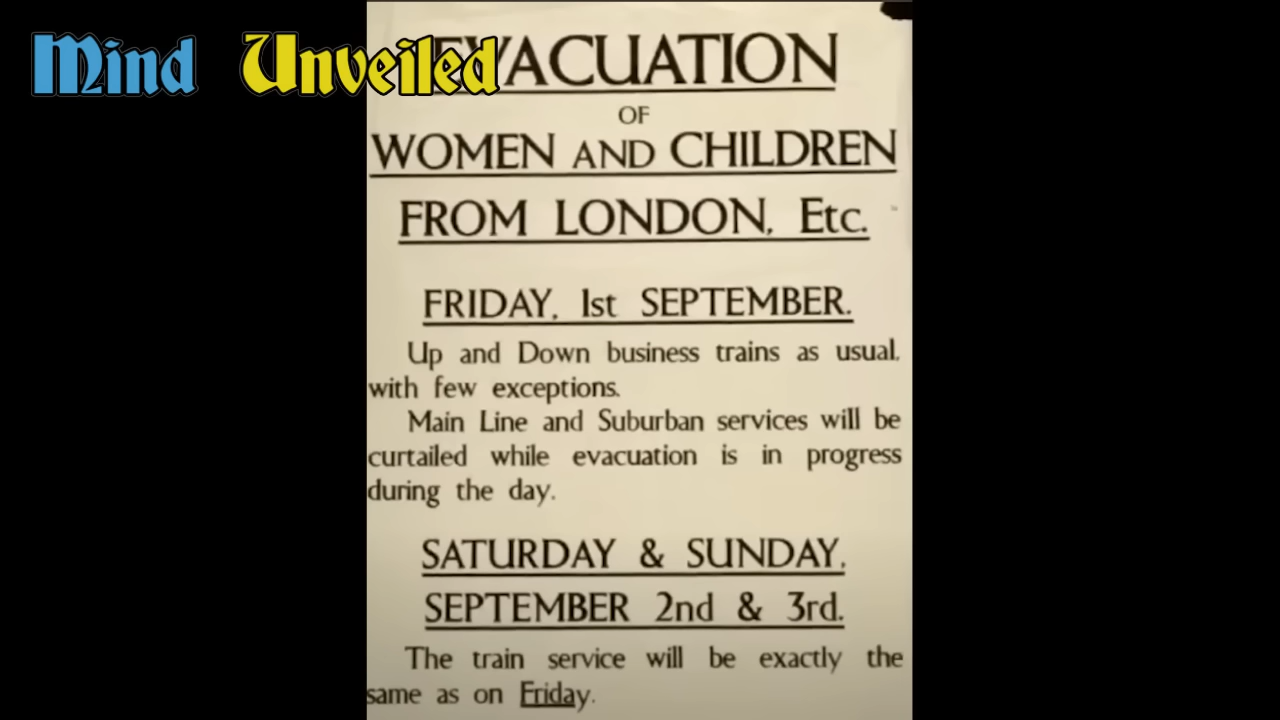 Mind Unveiled
EVACUATION
OF
WOMEN AND CHILDREN
FROM LONDON, Etc.
FRIDAY, 1st SEPTEMBER.
Up and Down business trains as usual,
with few exceptions.
Main Line and Suburban services will be
curtailed while evacuation is in progress
during the day.
SATURDAY & SUNDAY,
SEPTEMBER 2nd & 3rd.
The train service will be exactly the
same as on Friday.